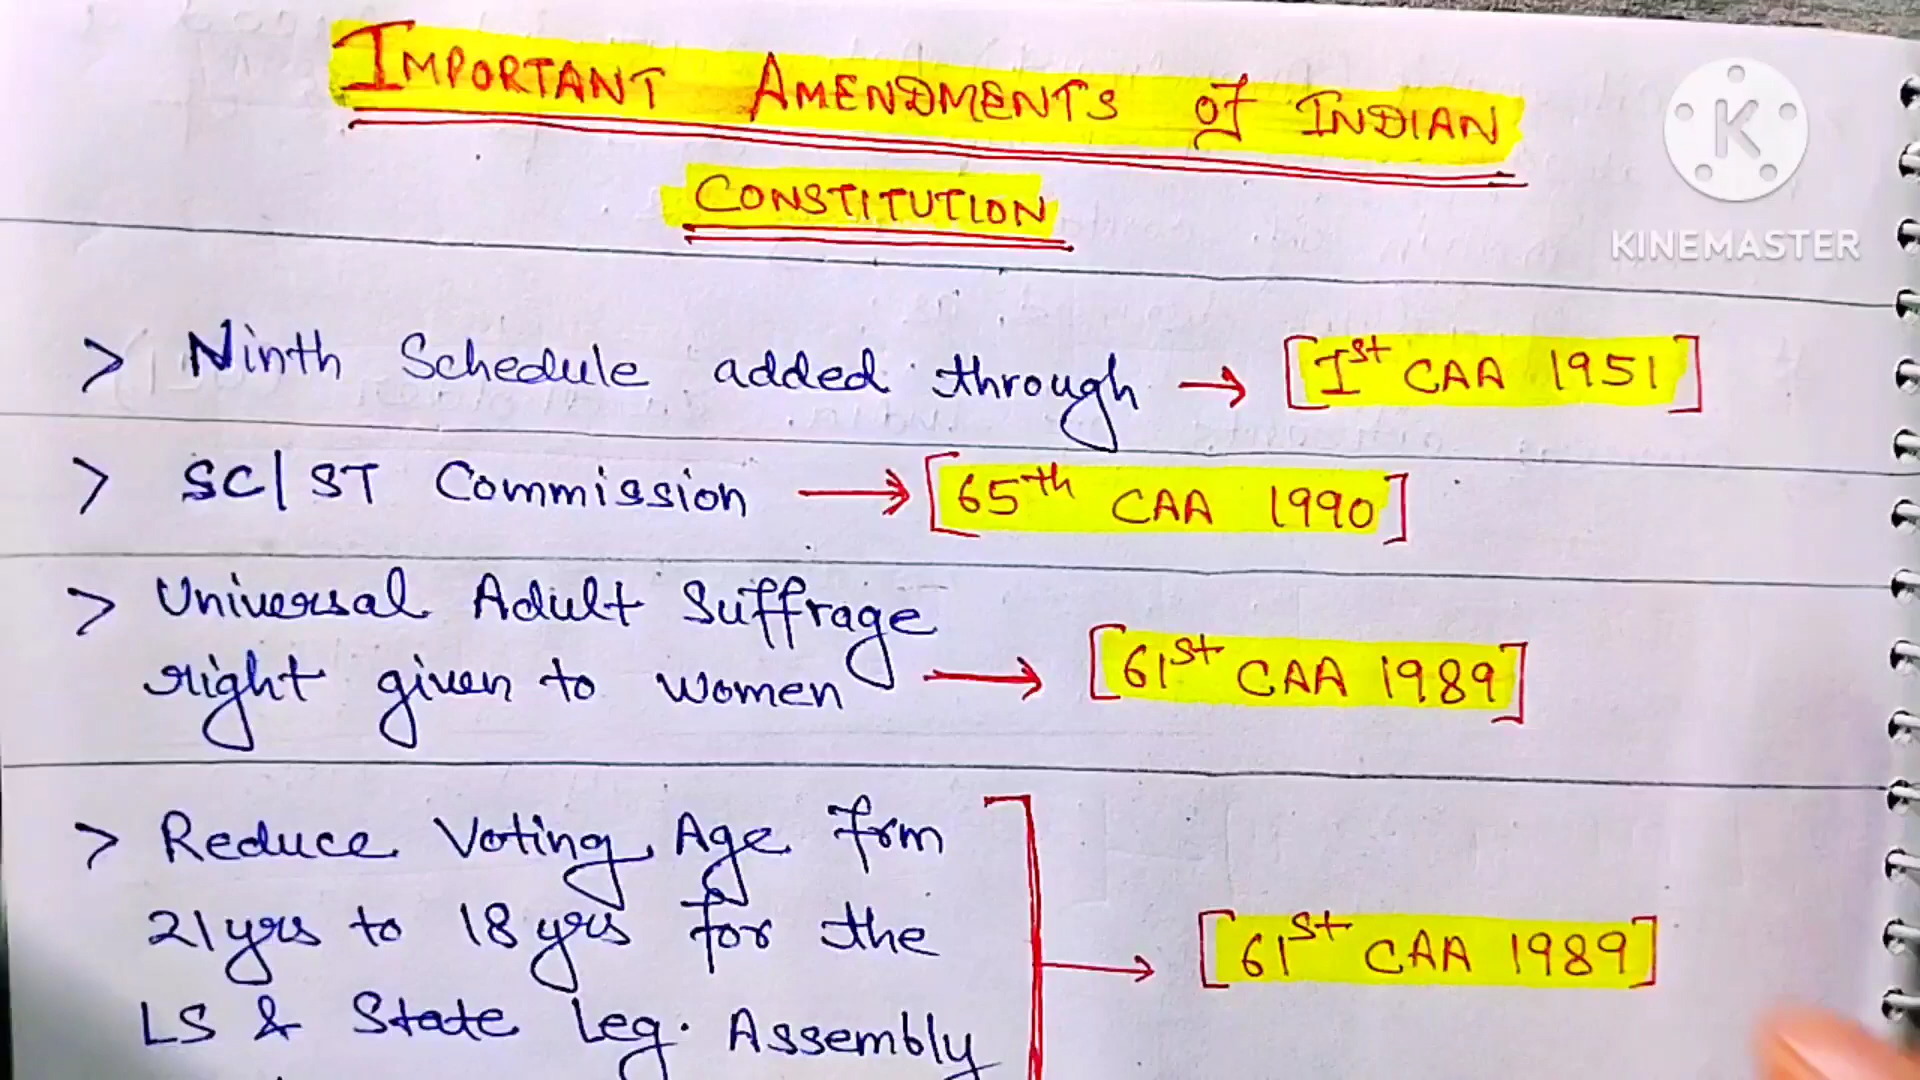 IMPORTANT AMENDMENTS of INDIAN
CONSTITUTION
K
KINEMASTER
> Ninth Schedule added through → [Ist CAA 1951]
> SC/ST Commission → [65th CAA 1990]
> Universal Adult Suffrage
right given to women → [61st CAA 1989]
> Reduce Voting Age frm
21yrs to 18yrs for the
LS & State Leg. Assembly
→ [61st CAA 1989]